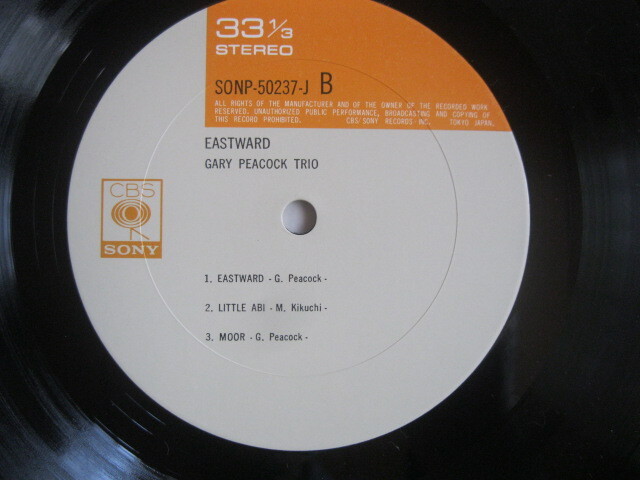 33 1/3
STEREO
SONP-50237-J B
ALL RIGHTS OF THE MANUFACTURER AND OF THE OWNER OF THE RECORDED WORK
RESERVED. UNAUTHORIZED PUBLIC PERFORMANCE, BROADCASTING AND COPYING OF
THIS RECORD PROHIBITED. CBS/SONY RECORDS INC. TOKYO JAPAN.
EASTWARD
GARY PEACOCK TRIO
CBS
SONY
1. EASTWARD - G. Peacock -
2. LITTLE ABI - M. Kikuchi -
3. MOOR - G. Peacock -